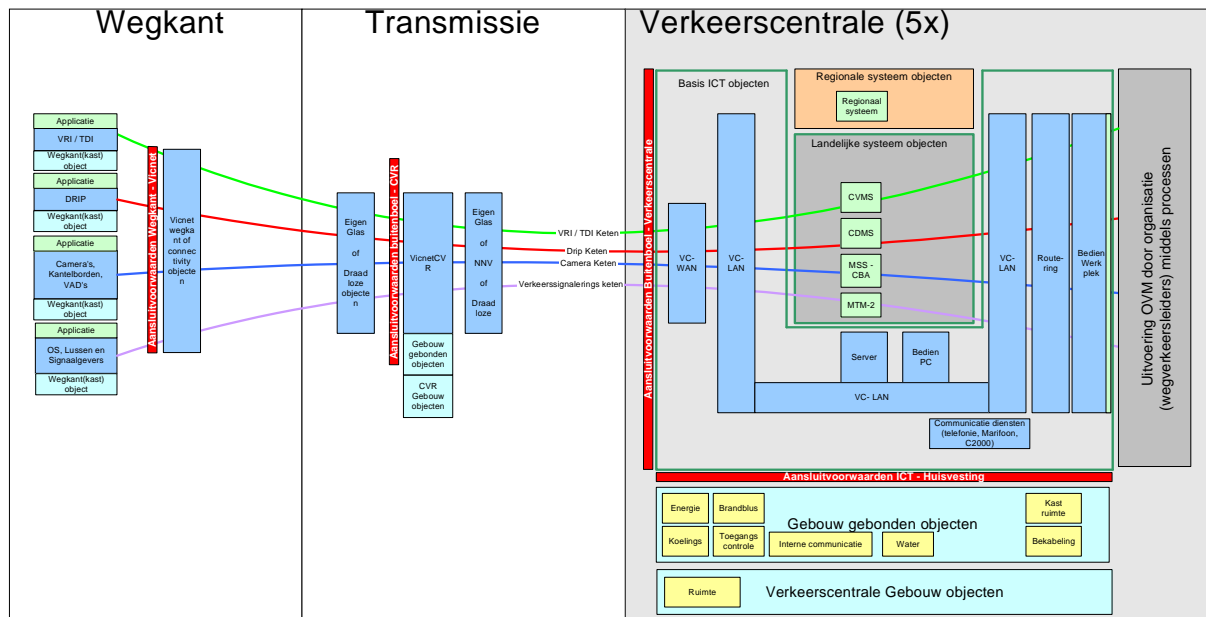 Wegkant
Transmissie
Verkeerscentrale (5x)
Applicatie
VRI / TDI
Wegkant(kast)
object
Applicatie
DRIP
Wegkant(kast)
object
Applicatie
Camera's,
Kantelborden,
VAD's
Wegkant(kast)
object
Applicatie
OS, Lussen en
Signaalgevers
Wegkant(kast)
object
Aansluitvoorwaarden Wegkant - Vicnet
Vicnet
wegka
nt of
connec
tivity
objecte
n
Eigen
Glas
of
Draad
loze
objecte
n
Aansluitvoorwaarden buitenboel - CVR
VicnetCV
R
Gebouw
gebonden
objecten
CVR
Gebouw
objecten
Eigen
Glas
of
NNV
of
Draad
loze
VRI / TDI Keten
Drip Keten
Camera Keten
Verkeerssignalerings keten
Aansluitvoorwaarden Buitenboel - Verkeerscentrale
Basis ICT objecten
VC-
WAN
VC-
LAN
Regionale systeem objecten
Regionaal
systeem
Landelijke systeem objecten
CVMS
CDMS
MSS -
CBA
MTM-2
Server
Bedien
PC
VC- LAN
VC-
LAN
Route-
ring
Bedien
Werk
plek
Communicatie diensten
(telefonie, Marifoon,
C2000)
Uitvoering OVM door organisatie
(wegverkeersleiders) middels processen
Aansluitvoorwaarden ICT - Huisvesting
Energie
Brandblus
Gebouw gebonden objecten
Kast
ruimte
Koelings
Toegangs
controle
Interne communicatie
Water
Bekabeling
Ruimte
Verkeerscentrale Gebouw objecten